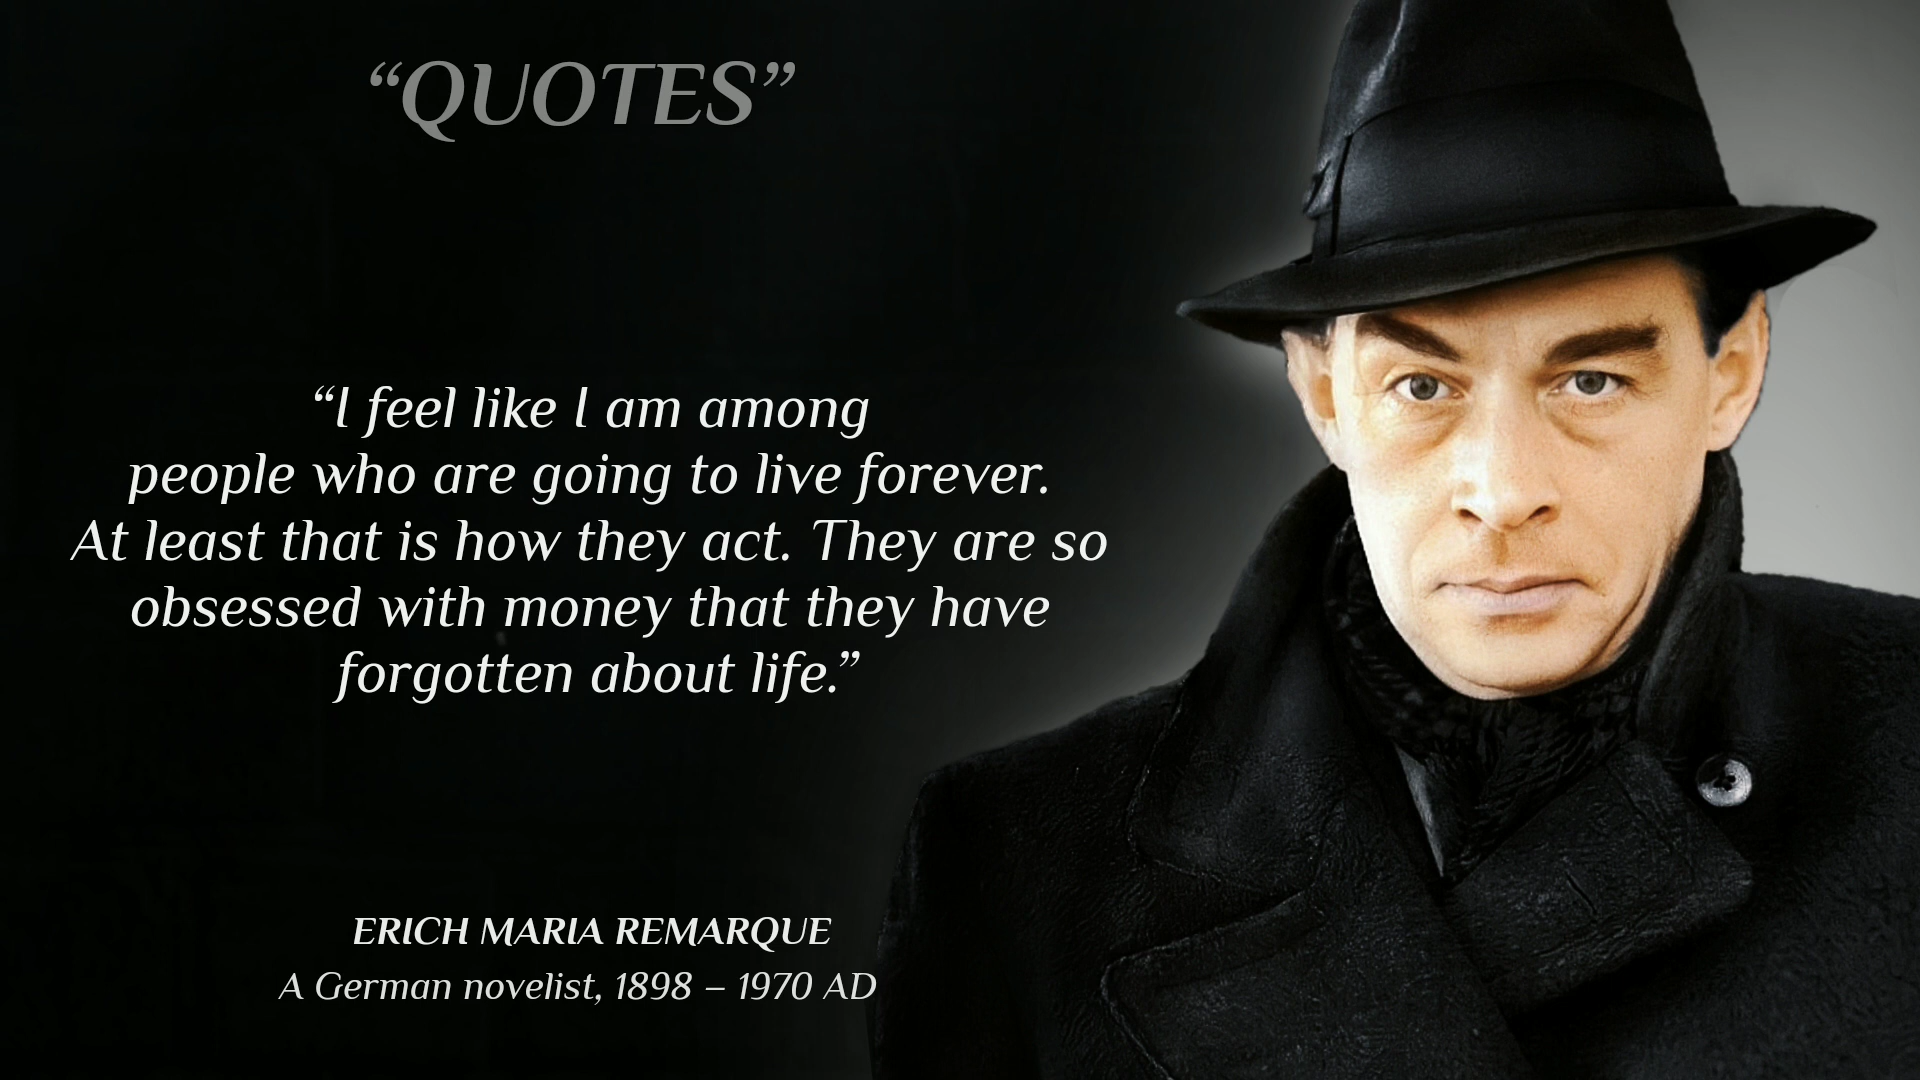 “QUOTES”
“I feel like I am among
people who are going to live forever.
At least that is how they act. They are so
obsessed with money that they have
forgotten about life.”
ERICH MARIA REMARQUE
A German novelist, 1898 – 1970 AD